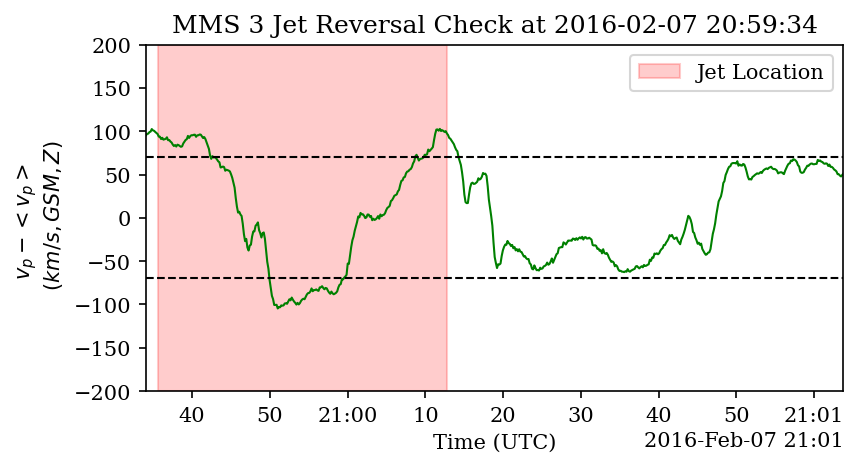 MMS 3 Jet Reversal Check at 2016-02-07 20:59:34
200
150
100
50
0
−50
−100
−150
−200
v_p − < v_p >
(km/s, GSM, Z)
Jet Location
40 50 21:00 10 20 30 40 50 21:01
Time (UTC)
2016-Feb-07 21:01